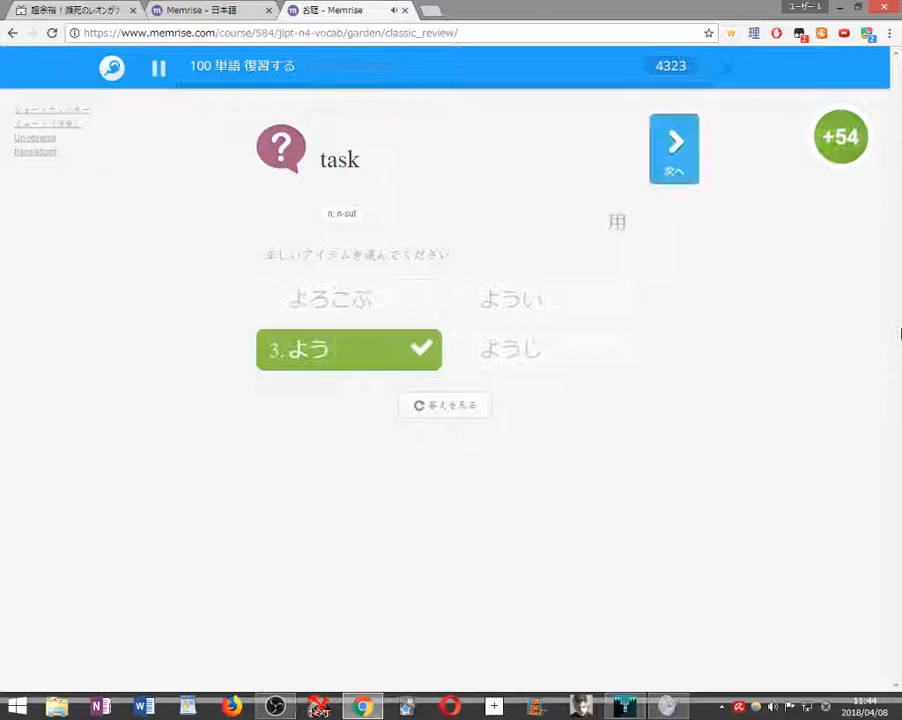 超余裕！瀕死のレオンが
Memrise - 日本語
お庭 - Memrise
ユーザー 1
https://www.memrise.com/course/584/jlpt-n4-vocab/garden/classic_review/
100 単語 復習する
4323
Un-reverse
translationt
task
次へ
+54
n; n-suf
用
正しいアイテムを選んでください
よろこぶ
ようい
3. よう
ようじ
答えを見る
11:44
2018/04/08